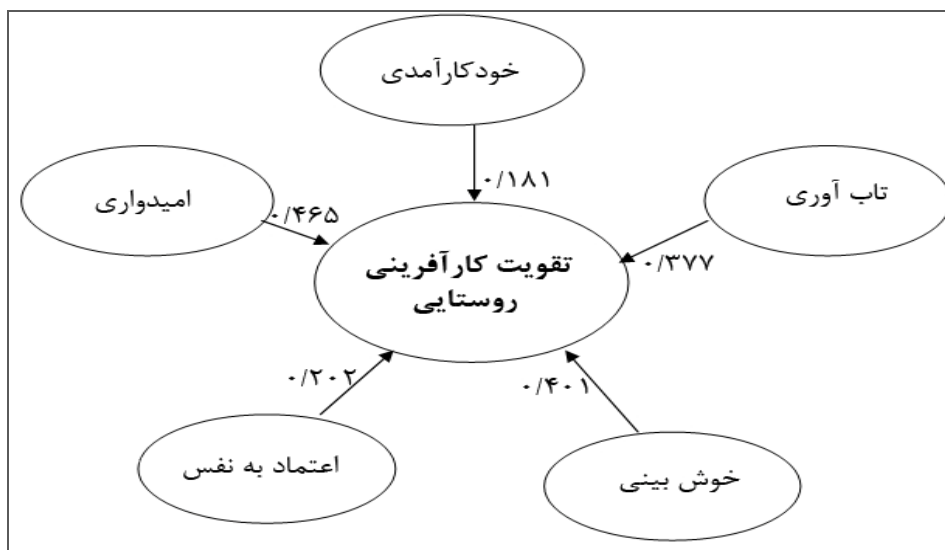 خودکارآمدی
امیدواری
تاب آوری
۰/۱۸۱
۰/۴۶۵
۰/۳۷۷
تقویت کارآفرینی
روستایی
۰/۲۰۲
۰/۴۰۱
اعتماد به نفس
خوش بینی